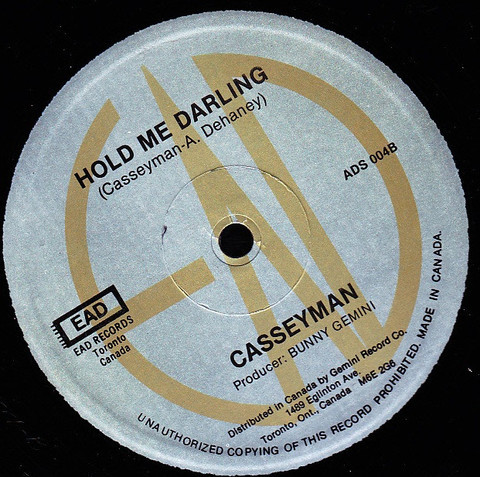 HOLD ME DARLING
(Casseyman-A. Dehaney)
ADS 004B
EAD
EAD RECORDS
Toronto
Canada
CASSEYMAN
Producer: BUNNY GEMINI
Distributed in Canada by Gemini Record Co.
1489 Eglinton Ave.
Toronto, Ont., Canada M6E 2G6
UNAUTHORIZED COPYING OF THIS RECORD PROHIBITED. MADE IN CANADA.